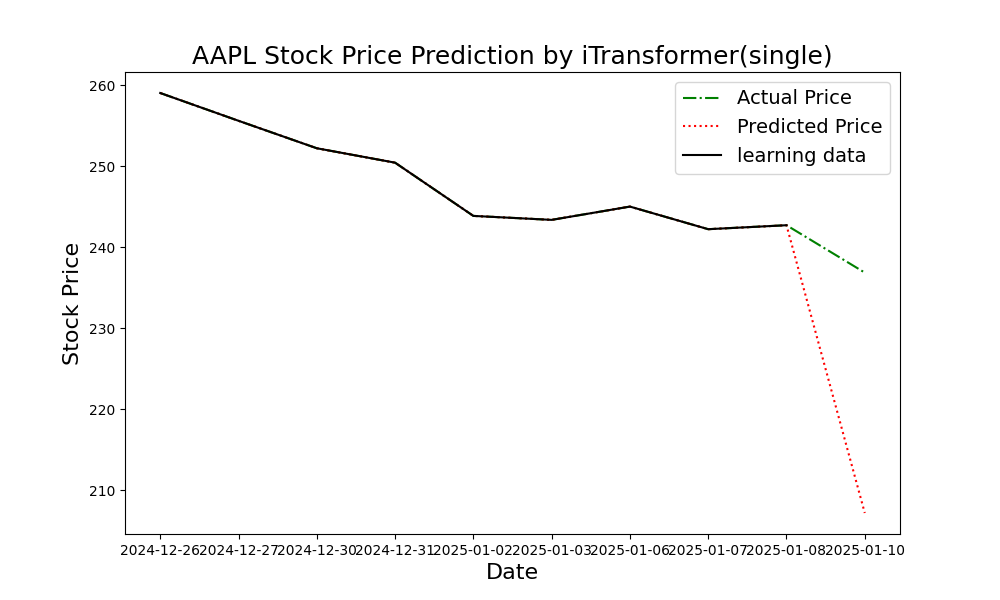 AAPL Stock Price Prediction by iTransformer(single)
Actual Price
Predicted Price
learning data
260
250
240
230
220
210
Stock Price
2024-12-26 2024-12-27 2024-12-30 2024-12-31 2025-01-02 2025-01-03 2025-01-06 2025-01-07 2025-01-08 2025-01-10
Date